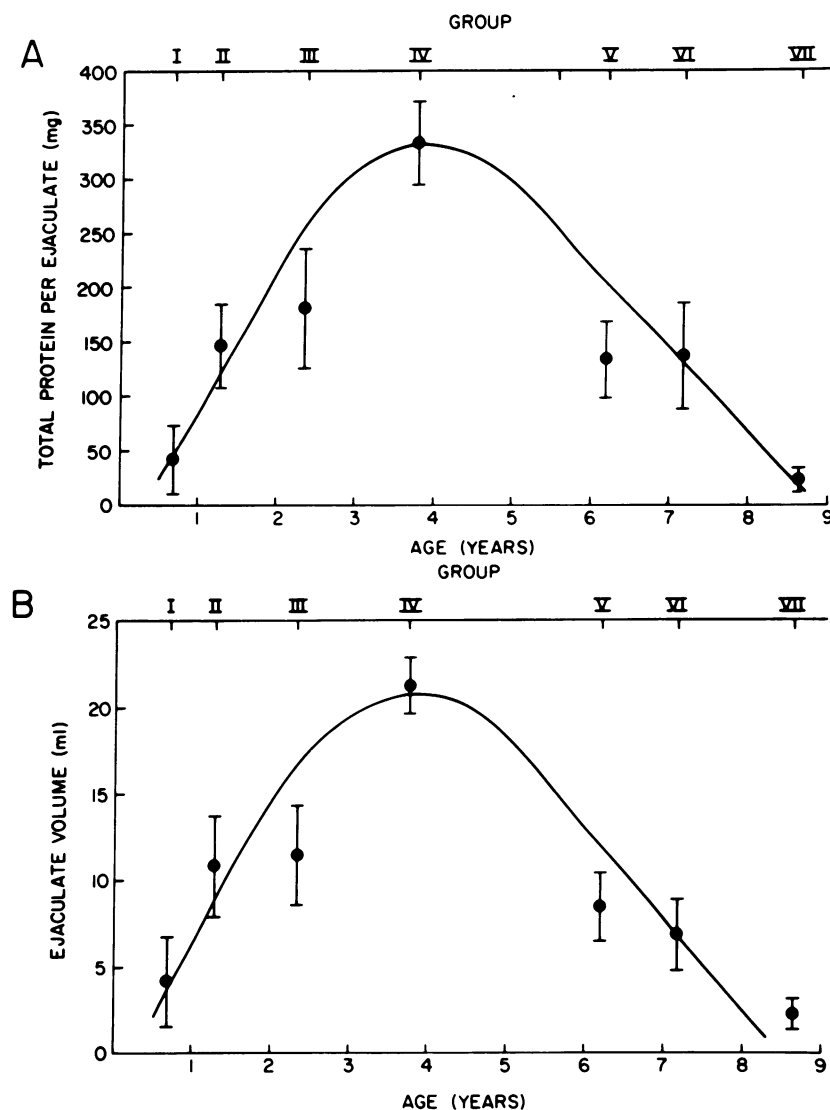 GROUP
A
I II III IV V VI VII
400
350
300
250
200
150
100
50
0
TOTAL PROTEIN PER EJACULATE (mg)
1 2 3 4 5 6 7 8 9
AGE (YEARS)
GROUP
B
I II III IV V VI VII
25
20
15
10
5
0
EJACULATE VOLUME (ml)
1 2 3 4 5 6 7 8 9
AGE (YEARS)